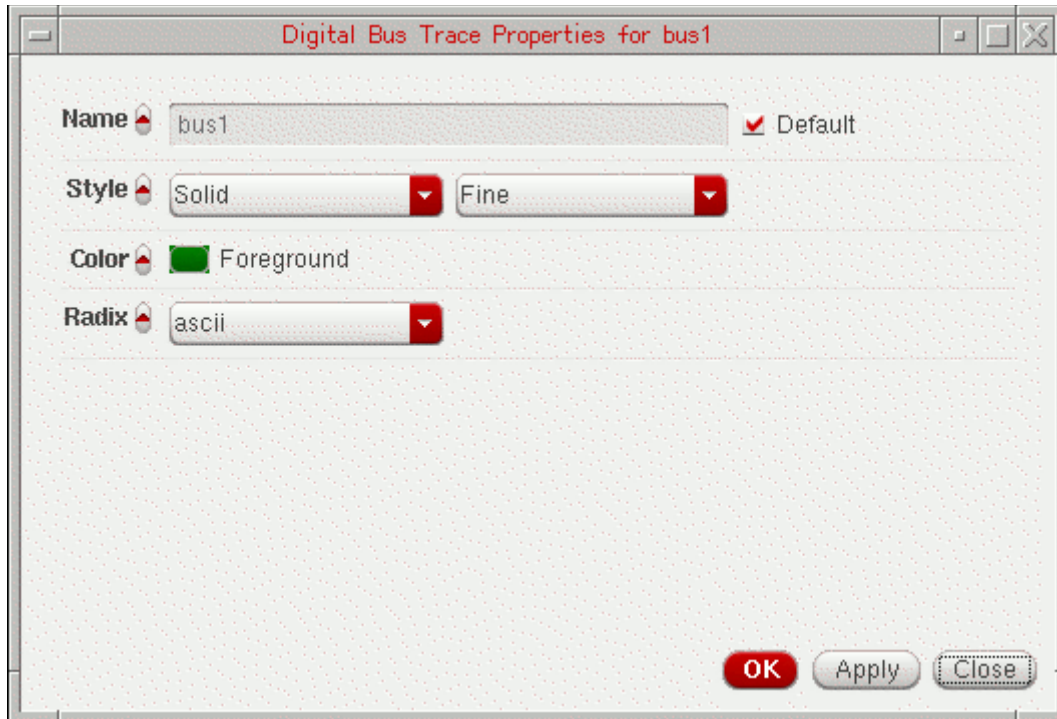 Digital Bus Trace Properties for bus1
Name bus1 Default
Style Solid Fine
Color Foreground
Radix ascii
OK Apply Close